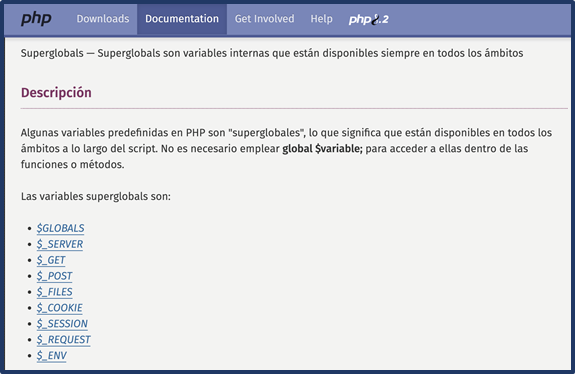 php Downloads Documentation Get Involved Help php 8.2
Superglobals — Superglobals son variables internas que están disponibles siempre en todos los ámbitos
Descripción
Algunas variables predefinidas en PHP son "superglobales", lo que significa que están disponibles en todos los
ámbitos a lo largo del script. No es necesario emplear global $variable; para acceder a ellas dentro de las
funciones o métodos.
Las variables superglobals son:
• $GLOBALS
• $_SERVER
• $_GET
• $_POST
• $_FILES
• $_COOKIE
• $_SESSION
• $_REQUEST
• $_ENV